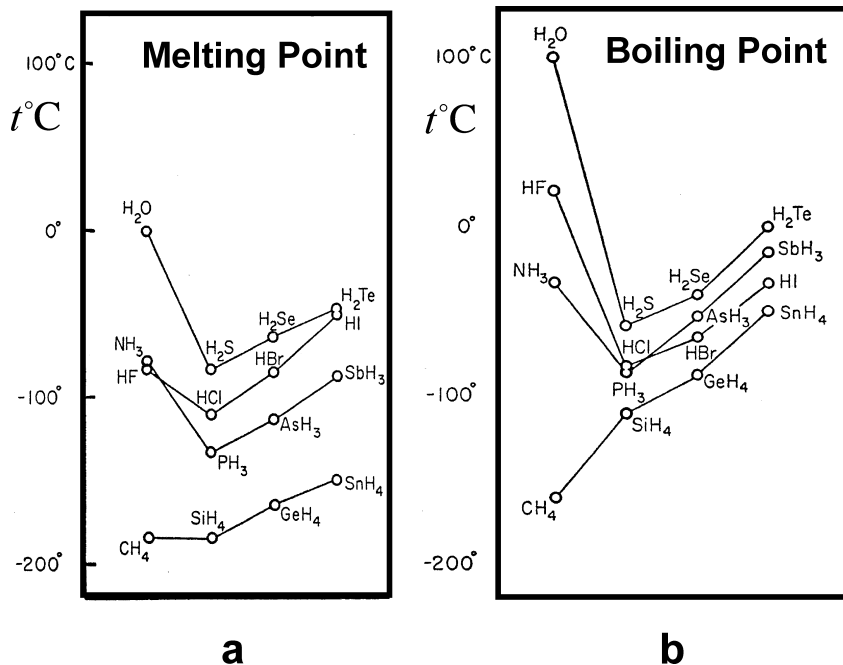 Melting Point
100°C
t°C
H₂O
0°
H₂Te
H₂Se
HI
H₂S
NH₃
HBr
HF
SbH₃
HCl
-100°
AsH₃
PH₃
SnH₄
SiH₄
GeH₄
CH₄
-200°
a
Boiling Point
H₂O
100°C
t°C
HF
H₂Te
0°
SbH₃
NH₃
H₂Se
HI
H₂S
AsH₃
SnH₄
HCl
HBr
PH₃
GeH₄
-100°
SiH₄
CH₄
-200°
b